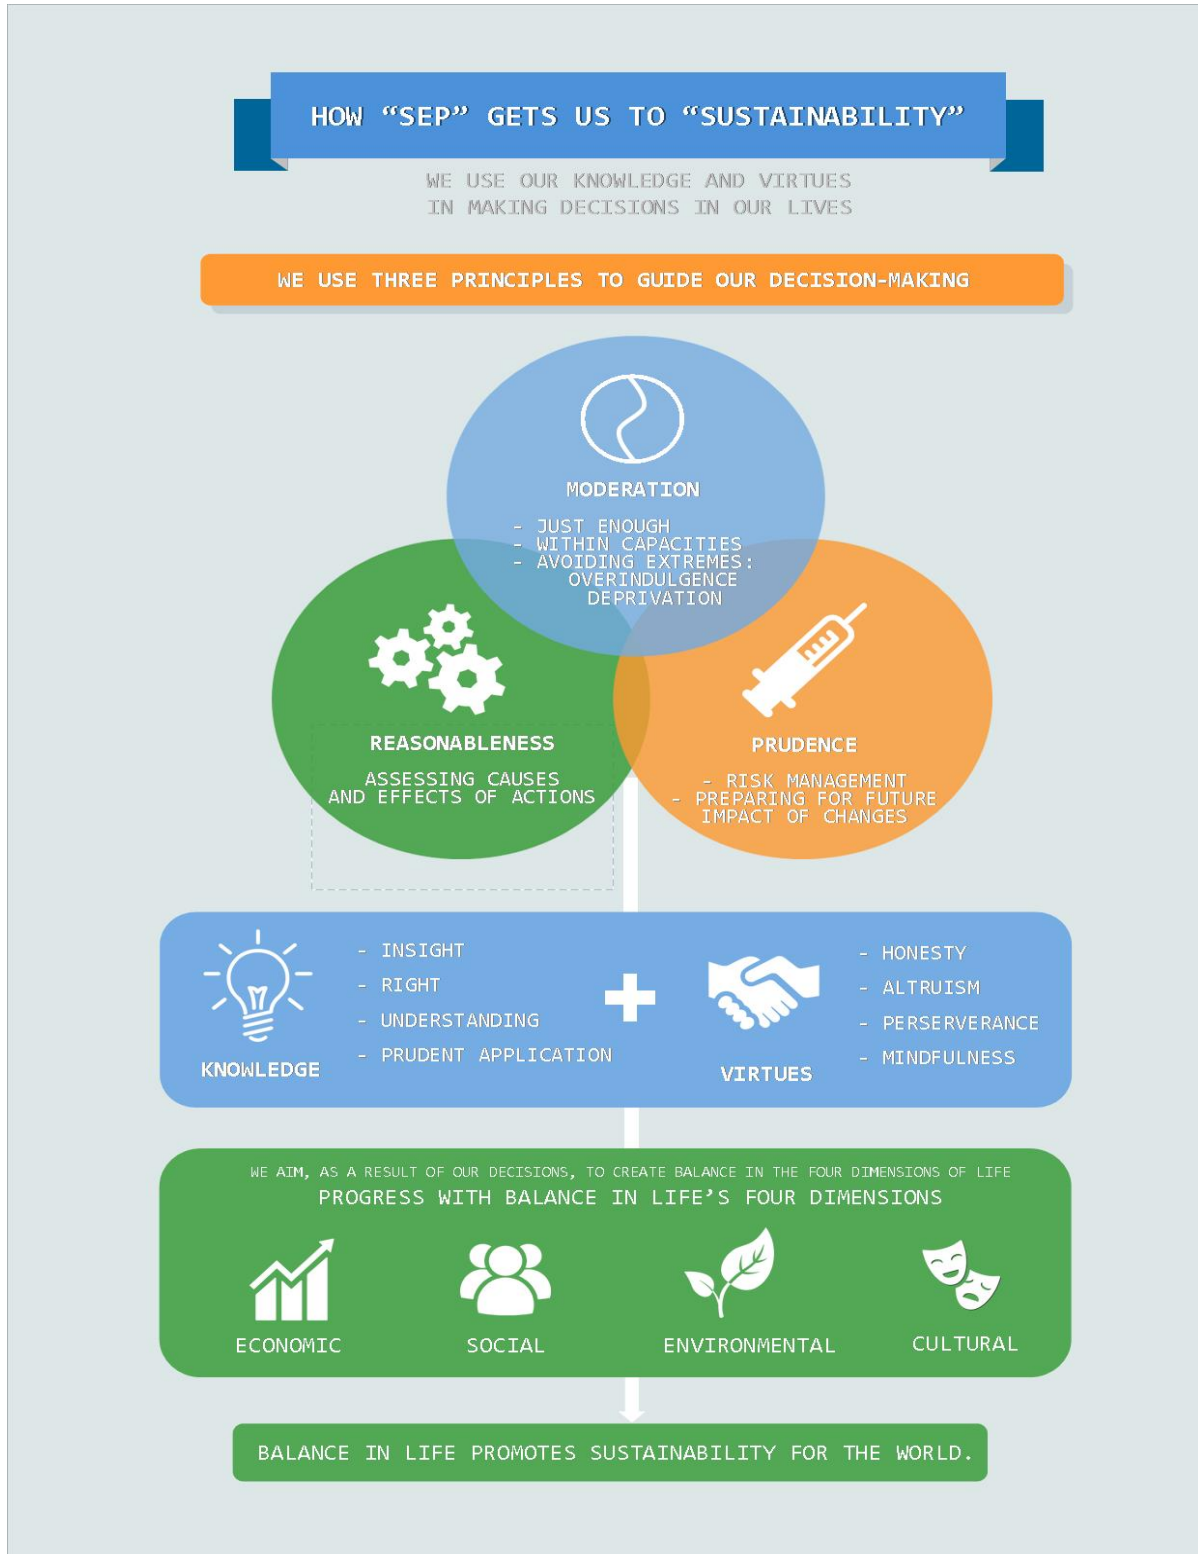 HOW “SEP” GETS US TO “SUSTAINABILITY”
WE USE OUR KNOWLEDGE AND VIRTUES
IN MAKING DECISIONS IN OUR LIVES
WE USE THREE PRINCIPLES TO GUIDE OUR DECISION-MAKING
MODERATION
- JUST ENOUGH
- WITHIN CAPACITIES
- AVOIDING EXTREMES:
OVERINDULGENCE
DEPRIVATION
REASONABLENESS
ASSESSING CAUSES
AND EFFECTS OF ACTIONS
PRUDENCE
- RISK MANAGEMENT
- PREPARING FOR FUTURE
IMPACT OF CHANGES
KNOWLEDGE
- INSIGHT
- RIGHT
- UNDERSTANDING
- PRUDENT APPLICATION
VIRTUES
- HONESTY
- ALTRUISM
- PERSERVERANCE
- MINDFULNESS
WE AIM, AS A RESULT OF OUR DECISIONS, TO CREATE BALANCE IN THE FOUR DIMENSIONS OF LIFE
PROGRESS WITH BALANCE IN LIFE’S FOUR DIMENSIONS
ECONOMIC
SOCIAL
ENVIRONMENTAL
CULTURAL
BALANCE IN LIFE PROMOTES SUSTAINABILITY FOR THE WORLD.